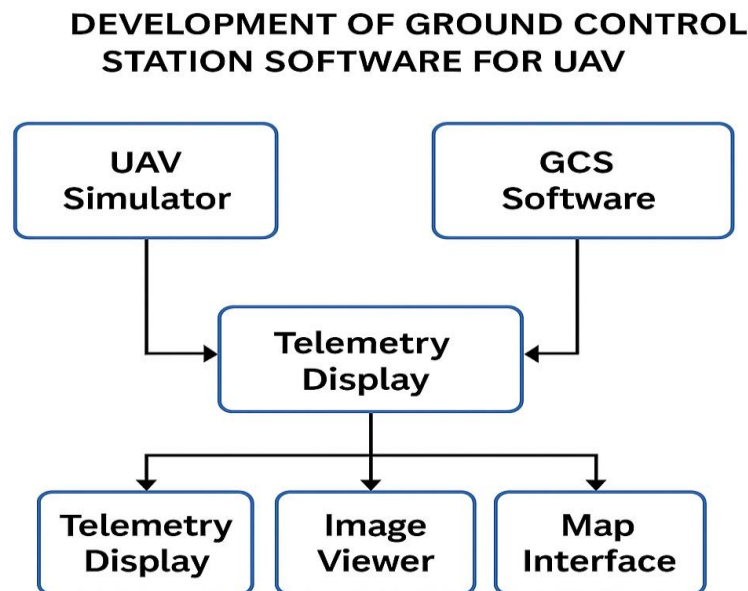 DEVELOPMENT OF GROUND CONTROL
STATION SOFTWARE FOR UAV
UAV
Simulator
GCS
Software
Telemetry
Display
Telemetry
Display
Image
Viewer
Map
Interface